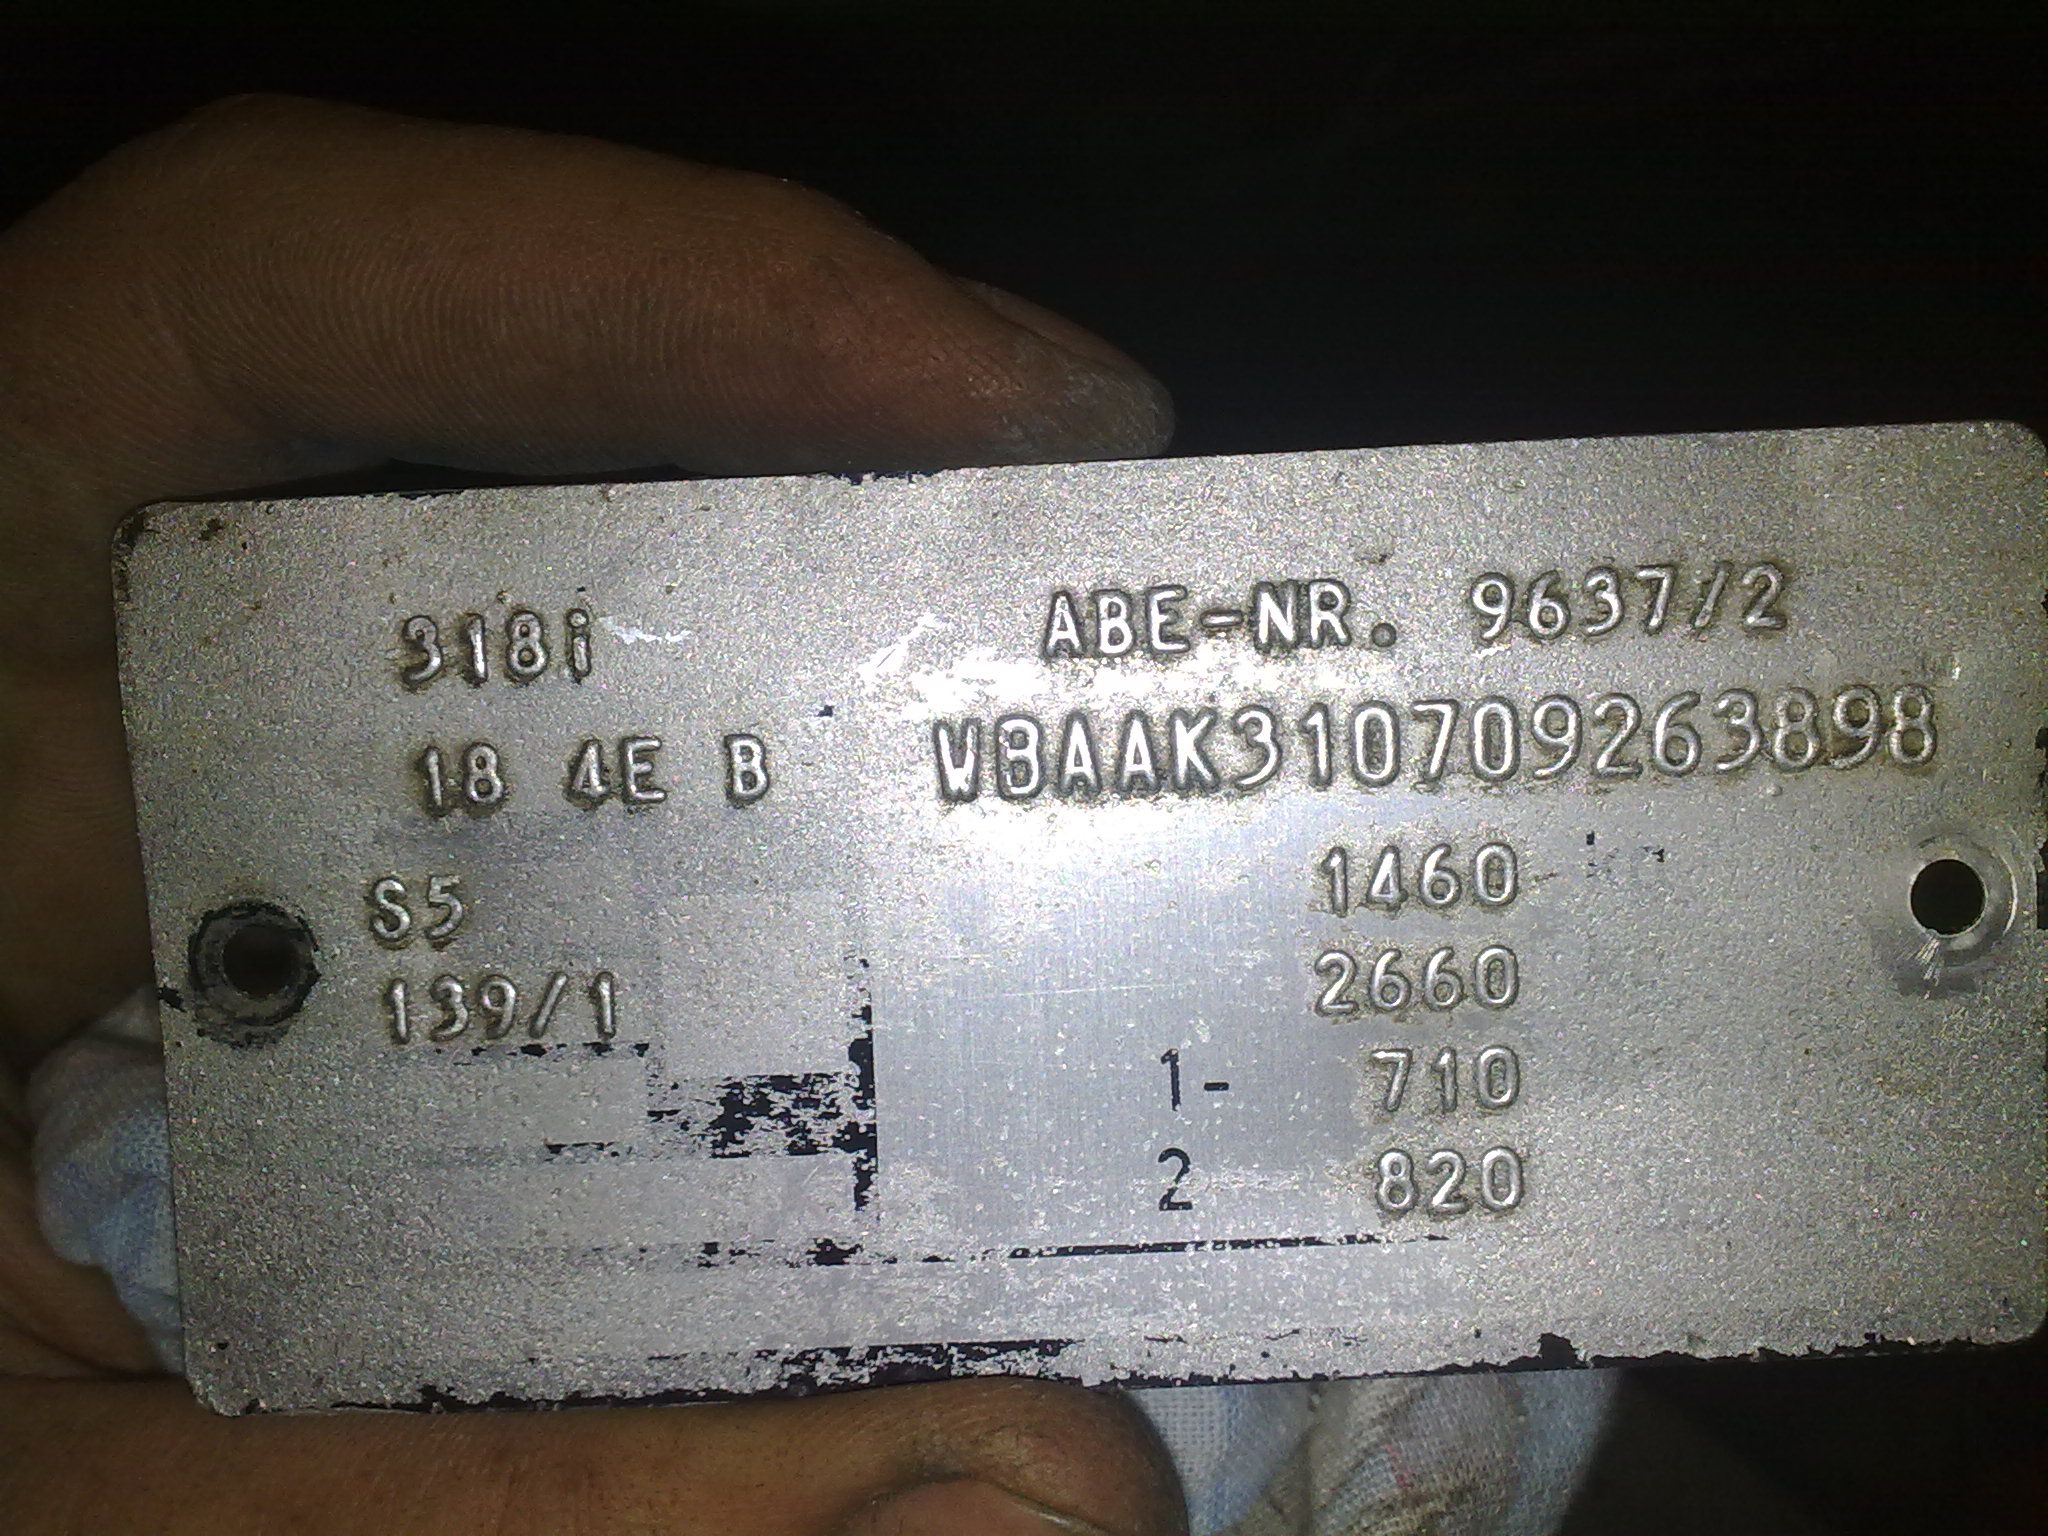 318i ABE-NR. 9637/2
18 4E B WBAAK310709263898
S5 1460
139/1 2660
1- 710
2 820